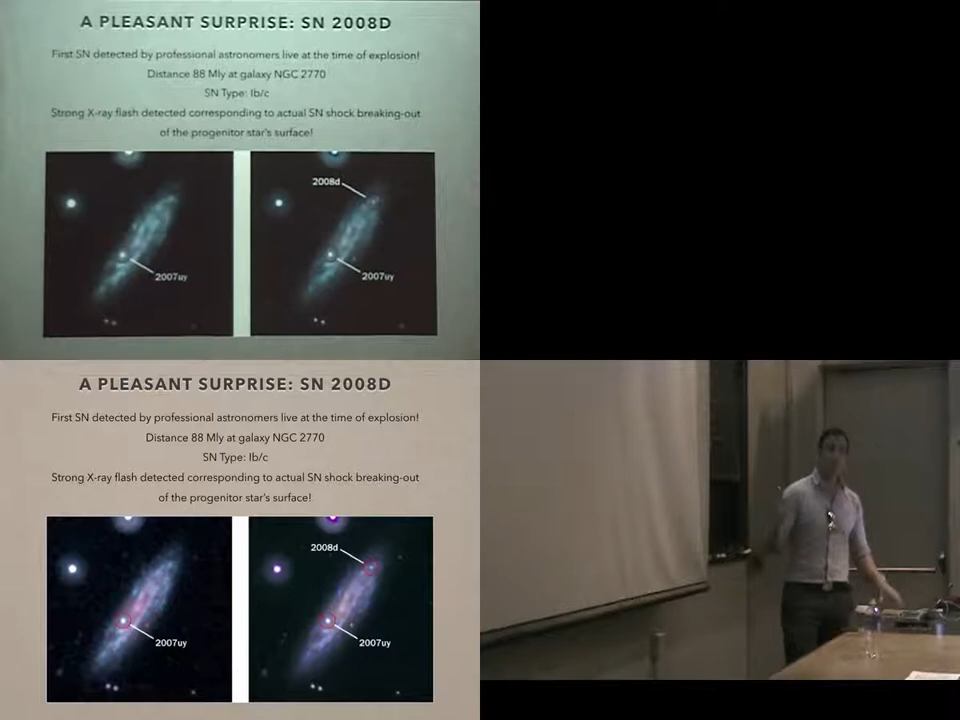 A PLEASANT SURPRISE: SN 2008D
First SN detected by professional astronomers live at the time of explosion!
Distance 88 Mly at galaxy NGC 2770
SN Type: Ib/c
Strong X-ray flash detected corresponding to actual SN shock breaking-out
of the progenitor star's surface!
2008d
2007uy
2007uy
A PLEASANT SURPRISE: SN 2008D
First SN detected by professional astronomers live at the time of explosion!
Distance 88 Mly at galaxy NGC 2770
SN Type: Ib/c
Strong X-ray flash detected corresponding to actual SN shock breaking-out
of the progenitor star's surface!
2008d
2007uy
2007uy